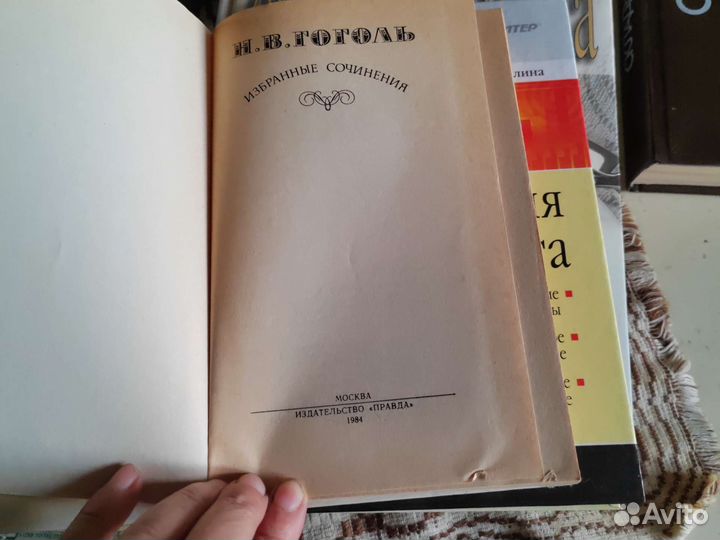 Н.В.ГОГОЛЬ
ИЗБРАННЫЕ СОЧИНЕНИЯ
МОСКВА
ИЗДАТЕЛЬСТВО «ПРАВДА»
1984
Avito